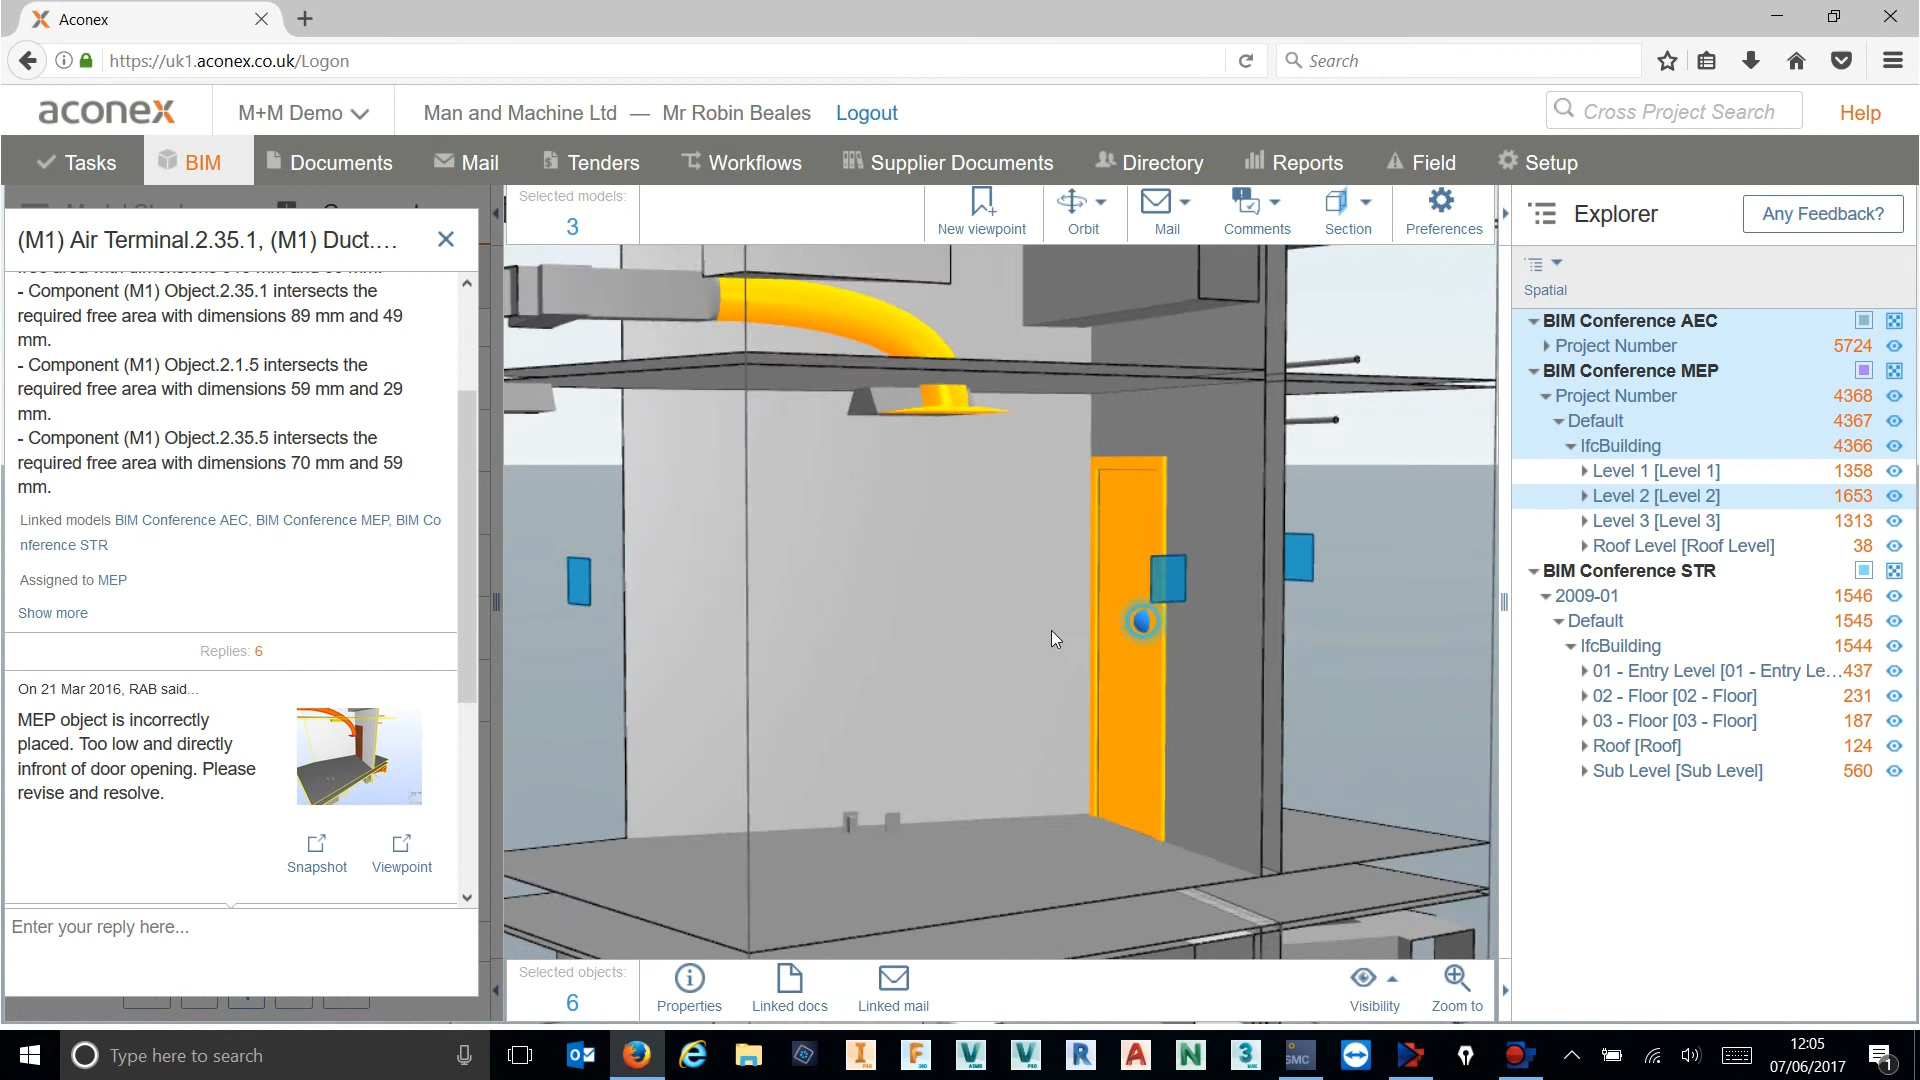 Aconex
https://uk1.aconex.co.uk/Logon
Search
aconex
M+M Demo
Man and Machine Ltd — Mr Robin Beales
Logout
Cross Project Search
Help
Tasks
BIM
Documents
Mail
Tenders
Workflows
Supplier Documents
Directory
Reports
Field
Setup
(M1) Air Terminal.2.35.1, (M1) Duct....
- Component (M1) Object.2.35.1 intersects the
required free area with dimensions 89 mm and 49
mm.
- Component (M1) Object.2.1.5 intersects the
required free area with dimensions 59 mm and 29
mm.
- Component (M1) Object.2.35.5 intersects the
required free area with dimensions 70 mm and 59
mm.
Linked models BIM Conference AEC, BIM Conference MEP, BIM Co
nference STR
Assigned to MEP
Show more
Replies: 6
On 21 Mar 2016, RAB said...
MEP object is incorrectly
placed. Too low and directly
infront of door opening. Please
revise and resolve.
Snapshot
Viewpoint
Enter your reply here...
Selected models:
3
New viewpoint
Orbit
Mail
Comments
Section
Preferences
Selected objects:
6
Properties
Linked docs
Linked mail
Visibility
Zoom to
Explorer
Any Feedback?
Spatial
BIM Conference AEC
Project Number 5724
BIM Conference MEP
Project Number 4368
Default 4367
IfcBuilding 4366
Level 1 [Level 1] 1358
Level 2 [Level 2] 1653
Level 3 [Level 3] 1313
Roof Level [Roof Level] 38
BIM Conference STR
2009-01 1546
Default 1545
IfcBuilding 1544
01 - Entry Level [01 - Entry Le... 437
02 - Floor [02 - Floor] 231
03 - Floor [03 - Floor] 187
Roof [Roof] 124
Sub Level [Sub Level] 560
Type here to search
12:05
07/06/2017
1